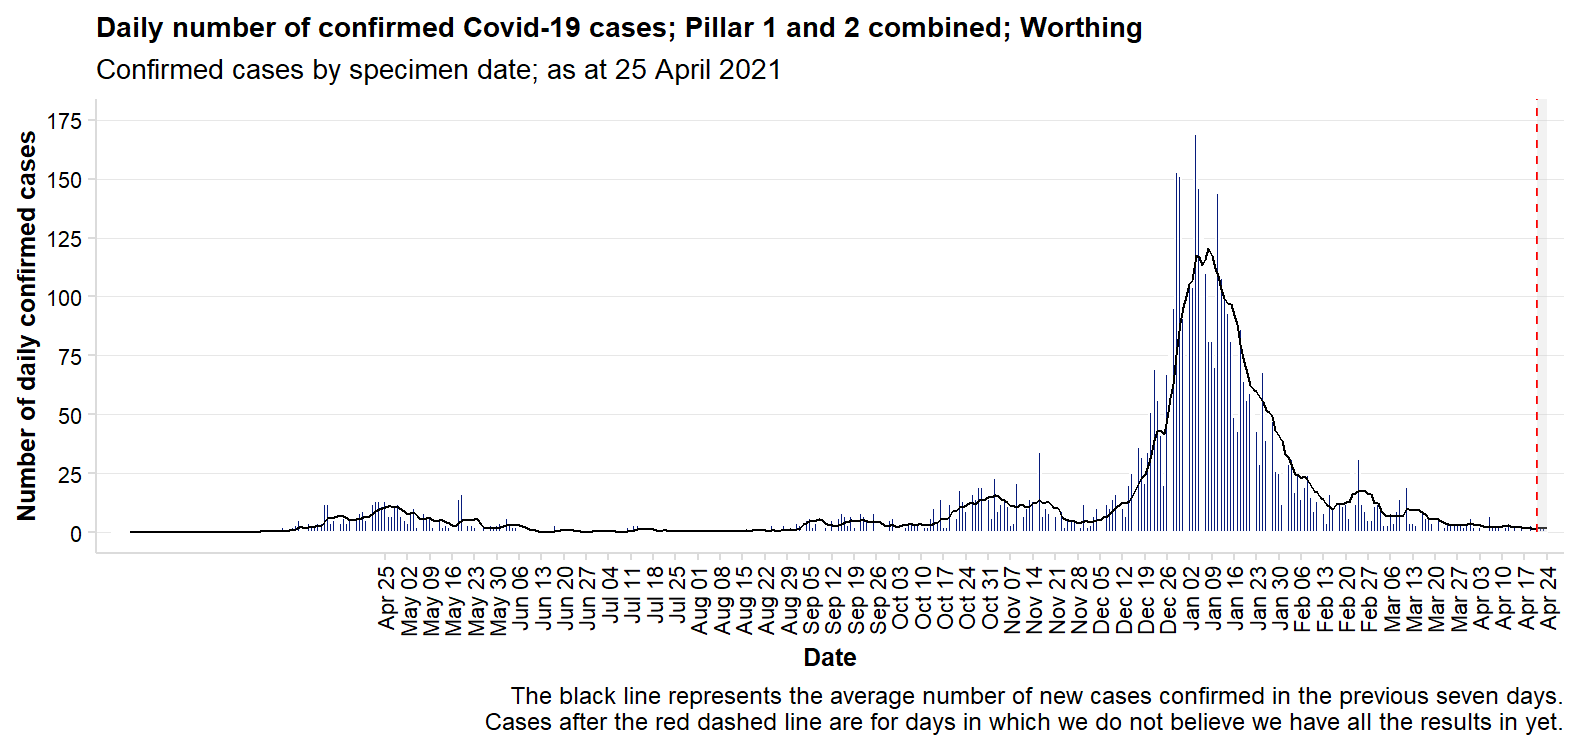 Daily number of confirmed Covid-19 cases; Pillar 1 and 2 combined; Worthing
Confirmed cases by specimen date; as at 25 April 2021
Number of daily confirmed cases
175
150
125
100
75
50
25
0
Apr 25
May 02
May 09
May 16
May 23
May 30
Jun 06
Jun 13
Jun 20
Jun 27
Jul 04
Jul 11
Jul 18
Jul 25
Aug 01
Aug 08
Aug 15
Aug 22
Aug 29
Sep 05
Sep 12
Sep 19
Sep 26
Oct 03
Oct 10
Oct 17
Oct 24
Oct 31
Nov 07
Nov 14
Nov 21
Nov 28
Dec 05
Dec 12
Dec 19
Dec 26
Jan 02
Jan 09
Jan 16
Jan 23
Jan 30
Feb 06
Feb 13
Feb 20
Feb 27
Mar 06
Mar 13
Mar 20
Mar 27
Apr 03
Apr 10
Apr 17
Apr 24
Date
The black line represents the average number of new cases confirmed in the previous seven days.
Cases after the red dashed line are for days in which we do not believe we have all the results in yet.